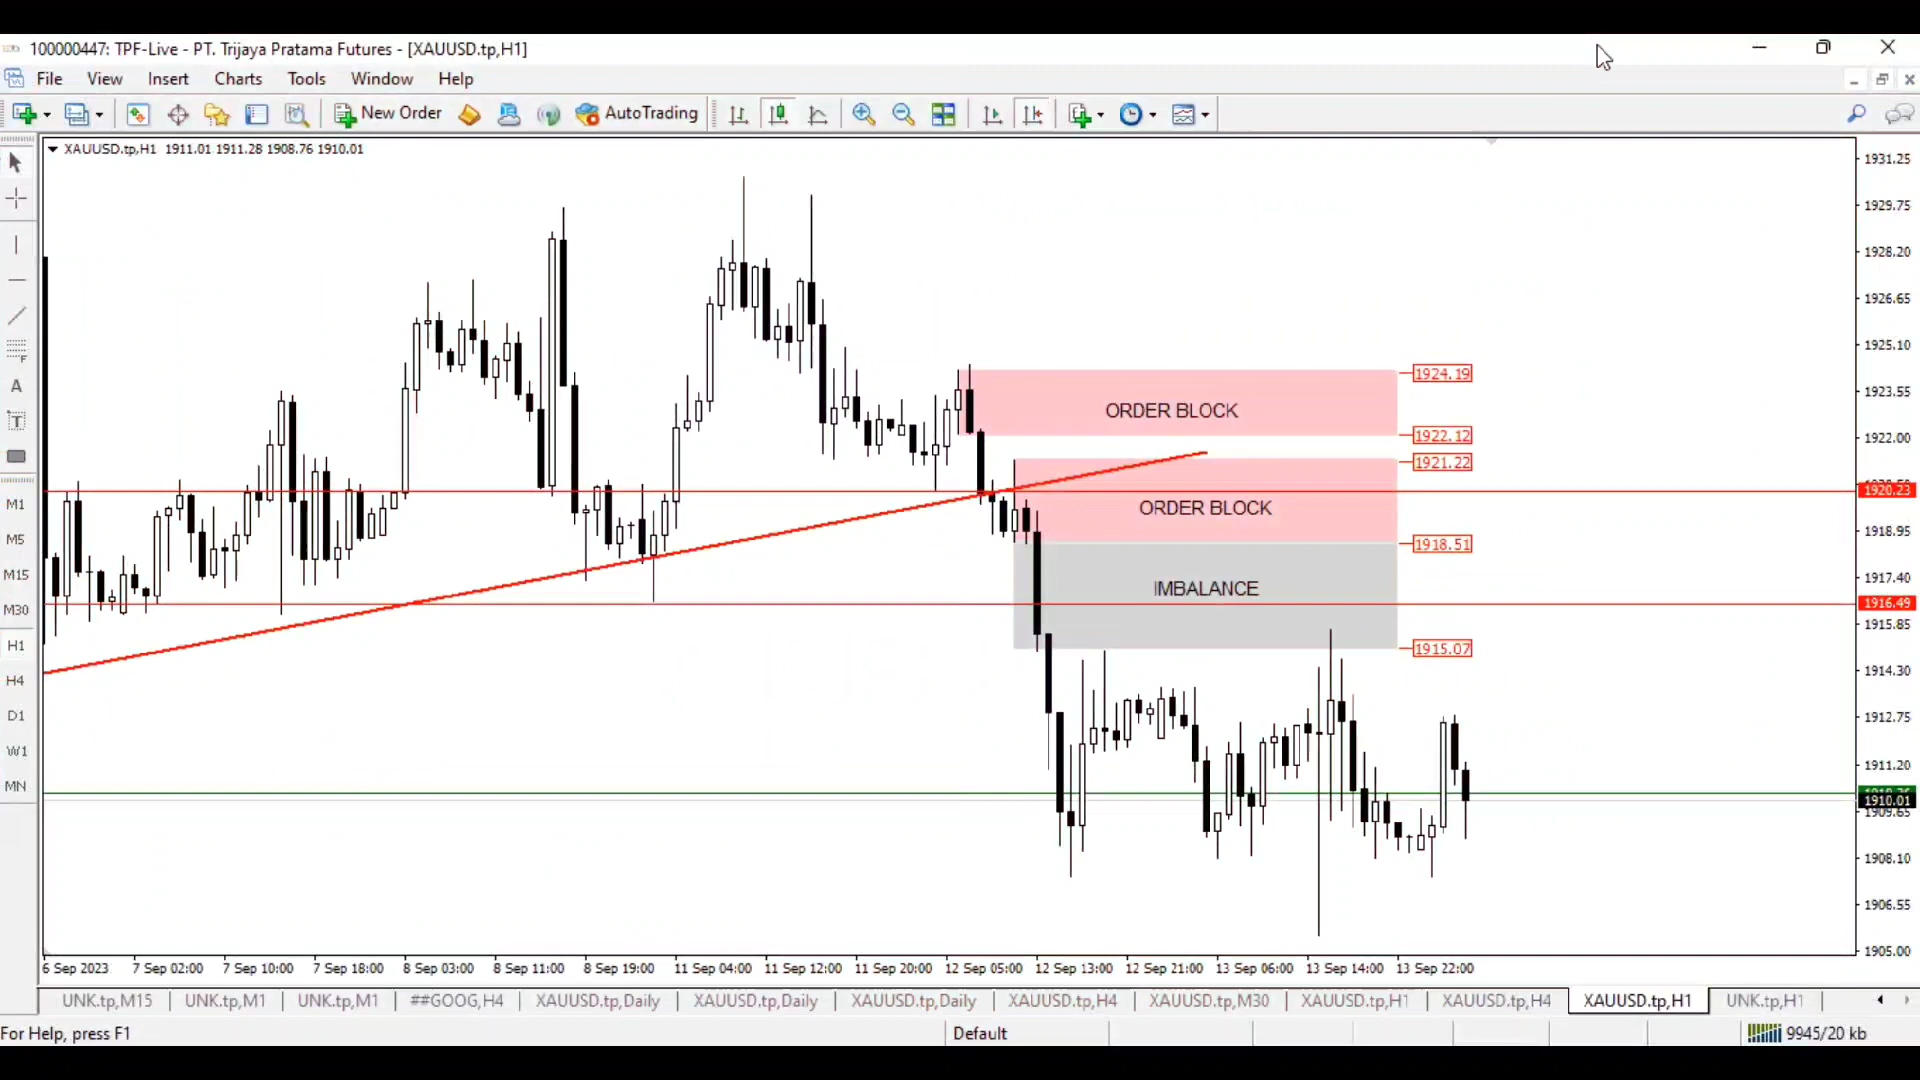 100000447: TPF-Live - PT. Trijaya Pratama Futures - [XAUUSD.tp,H1]
File View Insert Charts Tools Window Help
New Order AutoTrading
XAUUSD.tp,H1 1911.01 1911.28 1908.76 1910.01
A
T
M1
M5
M15
M30
H1
H4
D1
W1
MN
ORDER BLOCK
ORDER BLOCK
IMBALANCE
1924.19
1922.12
1921.22
1918.51
1915.07
1931.25
1929.75
1928.20
1926.65
1925.10
1923.55
1922.00
1920.23
1918.95
1917.40
1916.49
1915.85
1914.30
1912.75
1911.20
1910.01
1909.65
1908.10
1906.55
1905.00
6 Sep 2023 7 Sep 02:00 7 Sep 10:00 7 Sep 18:00 8 Sep 03:00 8 Sep 11:00 8 Sep 19:00 11 Sep 04:00 11 Sep 12:00 11 Sep 20:00 12 Sep 05:00 12 Sep 13:00 12 Sep 21:00 13 Sep 06:00 13 Sep 14:00 13 Sep 22:00
UNK.tp,M15 UNK.tp,M1 UNK.tp,M1 ##GOOG,H4 XAUUSD.tp,Daily XAUUSD.tp,Daily XAUUSD.tp,Daily XAUUSD.tp,H4 XAUUSD.tp,M30 XAUUSD.tp,H1 XAUUSD.tp,H4 XAUUSD.tp,H1 UNK.tp,H1
For Help, press F1 Default 9945/20 kb